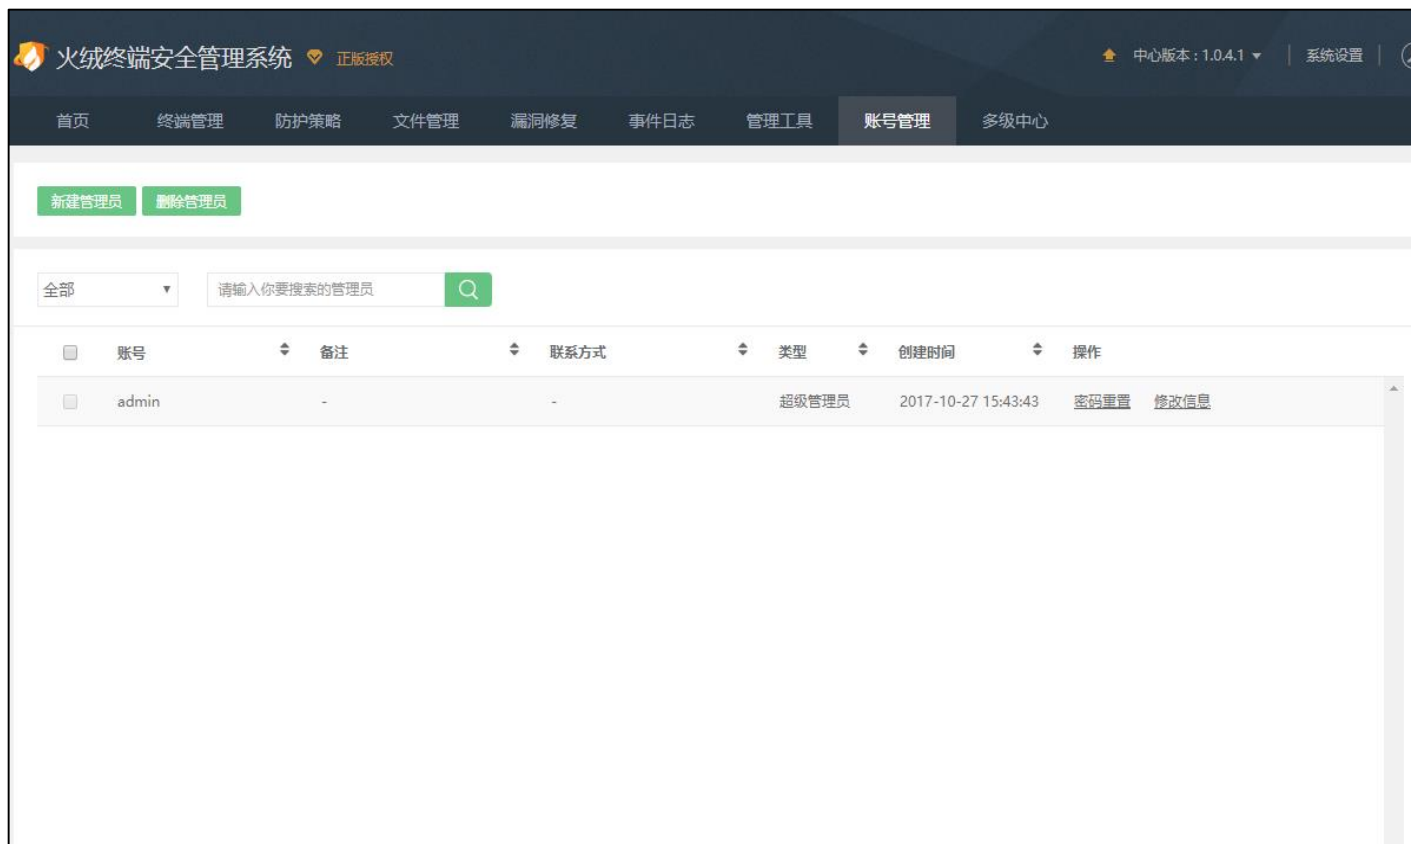 火绒终端安全管理系统 正版授权 中心版本：1.0.4.1 系统设置
首页 终端管理 防护策略 文件管理 漏洞修复 事件日志 管理工具 账号管理 多级中心
新建管理员 删除管理员
全部 请输入你要搜索的管理员
账号 备注 联系方式 类型 创建时间 操作
admin - - 超级管理员 2017-10-27 15:43:43 密码重置 修改信息